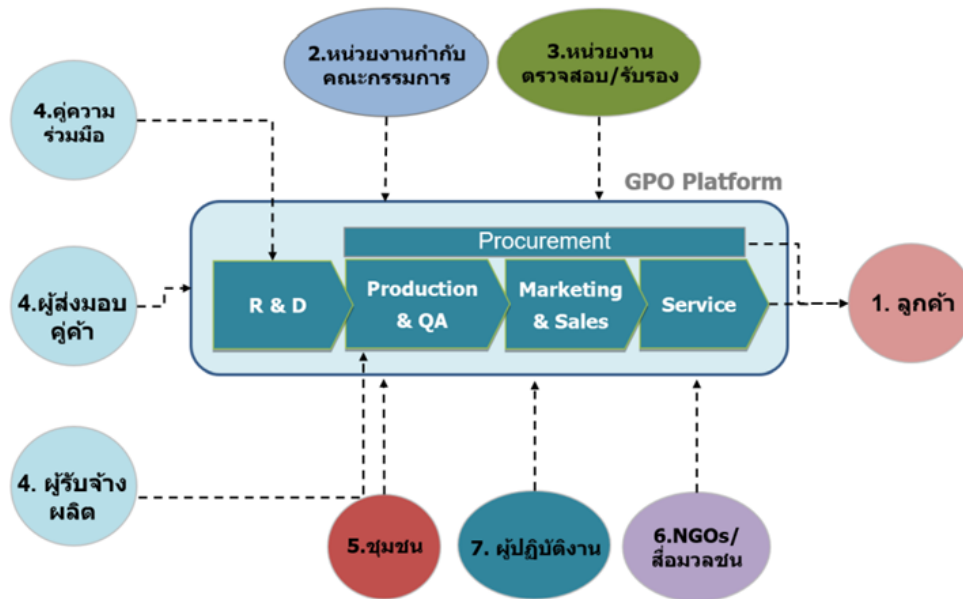 2.หน่วยงานกำกับ
คณะกรรมการ
3.หน่วยงาน
ตรวจสอบ/รับรอง
4.คู่ความ
ร่วมมือ
GPO Platform
Procurement
R & D
Production
& QA
Marketing
& Sales
Service
4.ผู้ส่งมอบ
คู่ค้า
1. ลูกค้า
4. ผู้รับจ้าง
ผลิต
5.ชุมชน
7. ผู้ปฏิบัติงาน
6.NGOs/
สื่อมวลชน